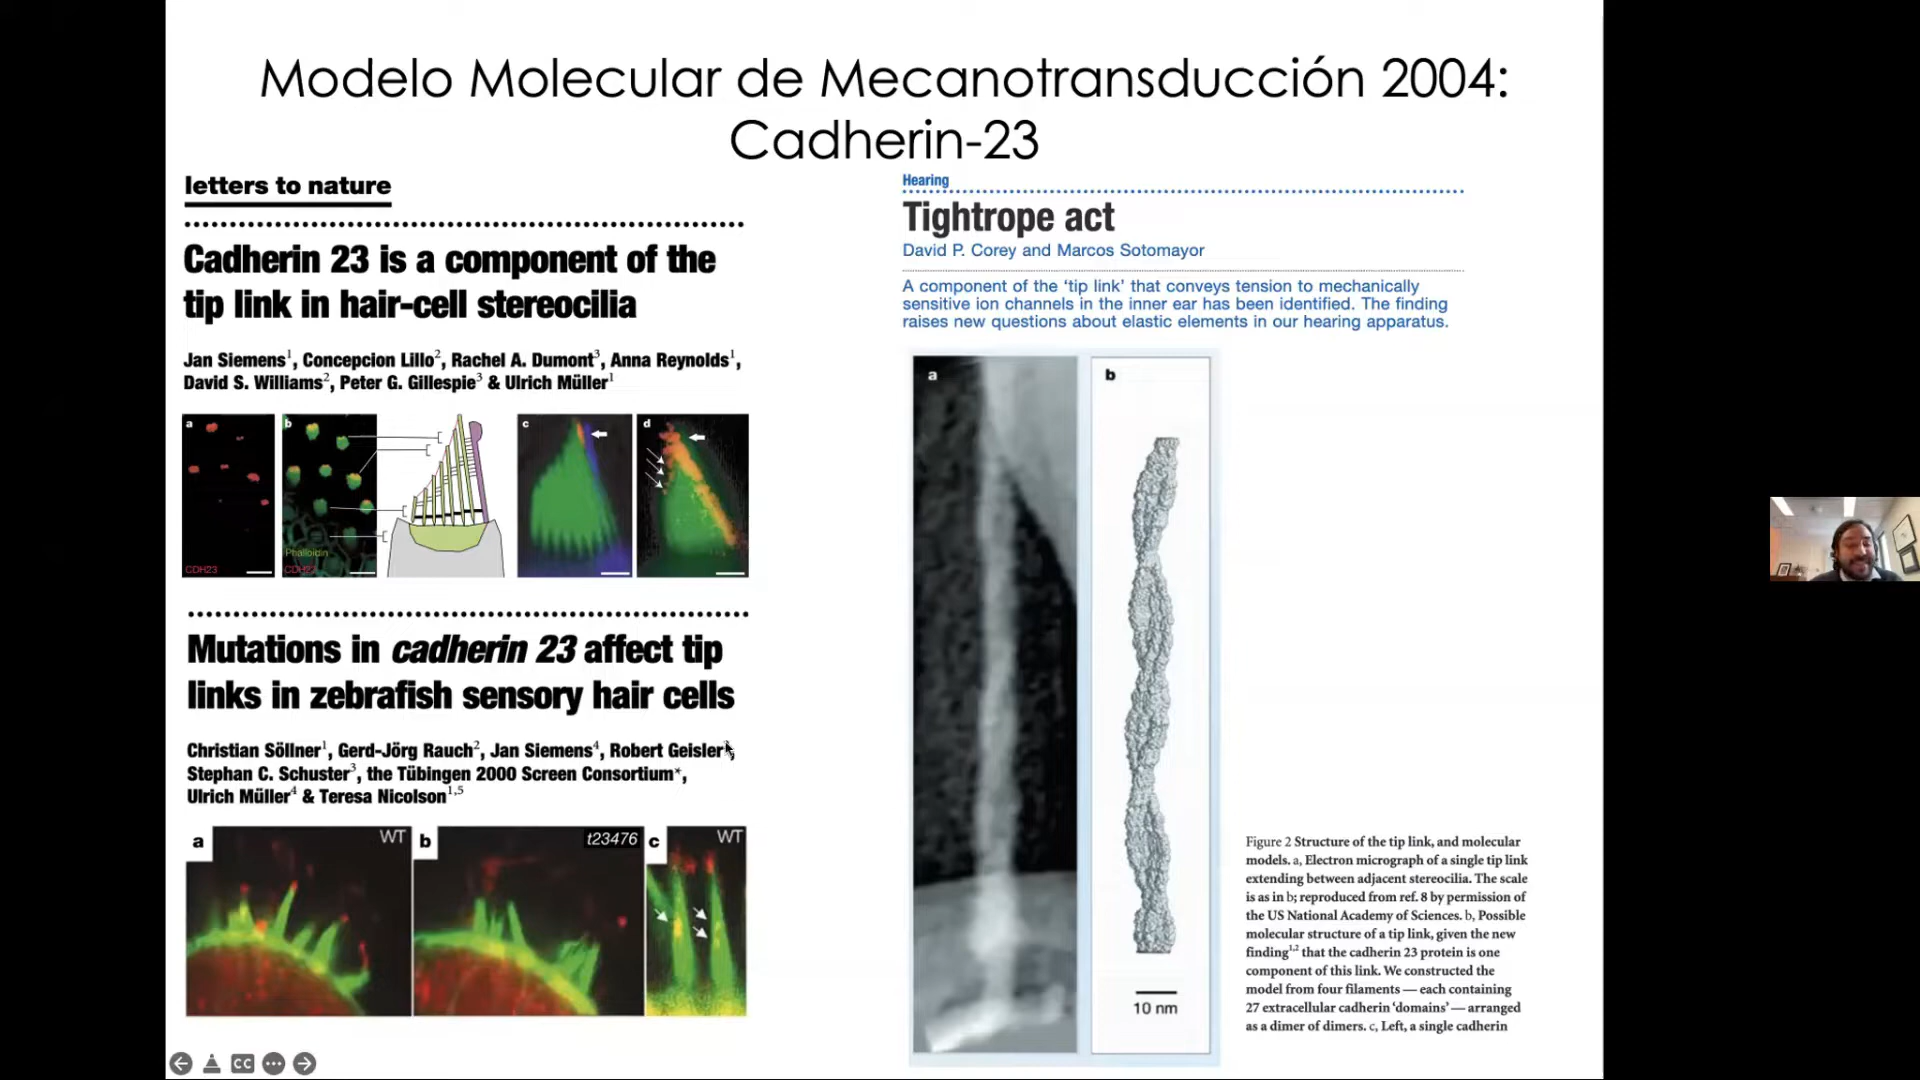 Modelo Molecular de Mecanotransducción 2004:
Cadherin-23
letters to nature
Cadherin 23 is a component of the
tip link in hair-cell stereocilia
Jan Siemens1, Concepcion Lillo2, Rachel A. Dumont3, Anna Reynolds1,
David S. Williams2, Peter G. Gillespie3 & Ulrich Müller1
a
b
c
d
CDH23
Phalloidin
CDH23
Mutations in cadherin 23 affect tip
links in zebrafish sensory hair cells
Christian Söllner1, Gerd-Jörg Rauch2, Jan Siemens4, Robert Geisler3,
Stephan C. Schuster3, the Tübingen 2000 Screen Consortium*,
Ulrich Müller4 & Teresa Nicolson1,5
a
WT
b
t23476
c
WT
Hearing
Tightrope act
David P. Corey and Marcos Sotomayor
A component of the ‘tip link’ that conveys tension to mechanically
sensitive ion channels in the inner ear has been identified. The finding
raises new questions about elastic elements in our hearing apparatus.
a
b
10 nm
Figure 2 Structure of the tip link, and molecular
models. a, Electron micrograph of a single tip link
extending between adjacent stereocilia. The scale
is as in b; reproduced from ref. 8 by permission of
the US National Academy of Sciences. b, Possible
molecular structure of a tip link, given the new
finding1,2 that the cadherin 23 protein is one
component of this link. We constructed the
model from four filaments — each containing
27 extracellular cadherin ‘domains’ — arranged
as a dimer of dimers. c, Left, a single cadherin
CC